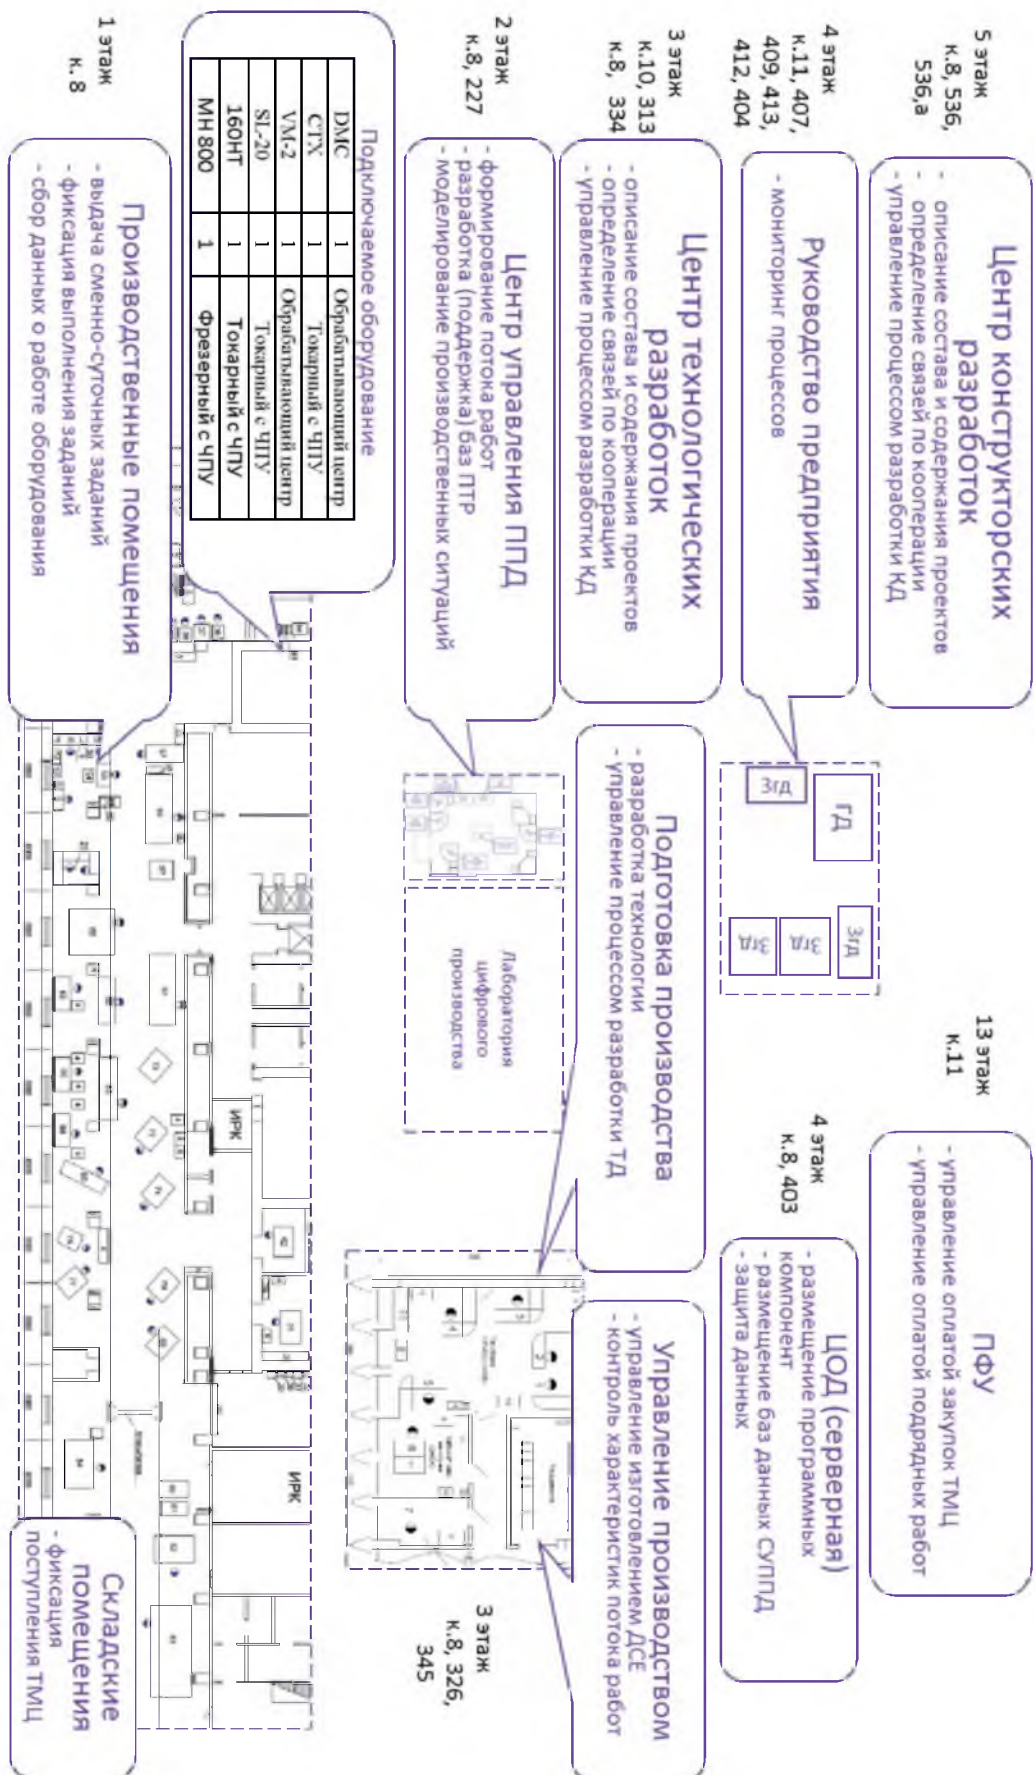 5 этаж
к.8, 536,
536,а
Центр конструкторских
разработок
- описание состава и содержания проектов
- определение связей по кооперации
- управление процессом разработки КД
13 этаж
к.11
ПФУ
- управление оплатой закупок ТМЦ
- управление оплатой подрядных работ
4 этаж
к.11, 407,
409, 413,
412, 404
Руководство предприятия
- мониторинг процессов
ГД
Згд
Згд
Згд
Згд
4 этаж
к.8, 403
ЦОД (серверная)
- размещение программных
компонент
- размещение баз данных СУППД
- защита данных
3 этаж
к.10, 313
к.8, 334
Центр технологических
разработок
- описание состава и содержания проектов
- определение связей по кооперации
- управление процессом разработки КД
Подготовка производства
- разработка технологии
- управление процессом разработки ТД
Управление производством
- управление изготовлением ДСЕ
- контроль характеристик потока работ
3 этаж
к.8, 326,
345
2 этаж
к.8, 227
Центр управления ППД
- формирование потока работ
- разработка (поддержка) баз ПТР
- моделирование производственных ситуаций
Лаборатория
цифрового
производства
Подключаемое оборудование
DMC 1 Обрабатывающий центр
CTX 1 Токарный с ЧПУ
VM-2 1 Обрабатывающий центр
SL-20 1 Токарный с ЧПУ
160НТ 1 Токарный с ЧПУ
МН 800 1 Фрезерный с ЧПУ
ИРК
ИРК
1 этаж
к. 8
Производственные помещения
- выдача сменно-суточных заданий
- фиксация выполнения заданий
- сбор данных о работе оборудования
Складские
помещения
- фиксация
поступления ТМЦ